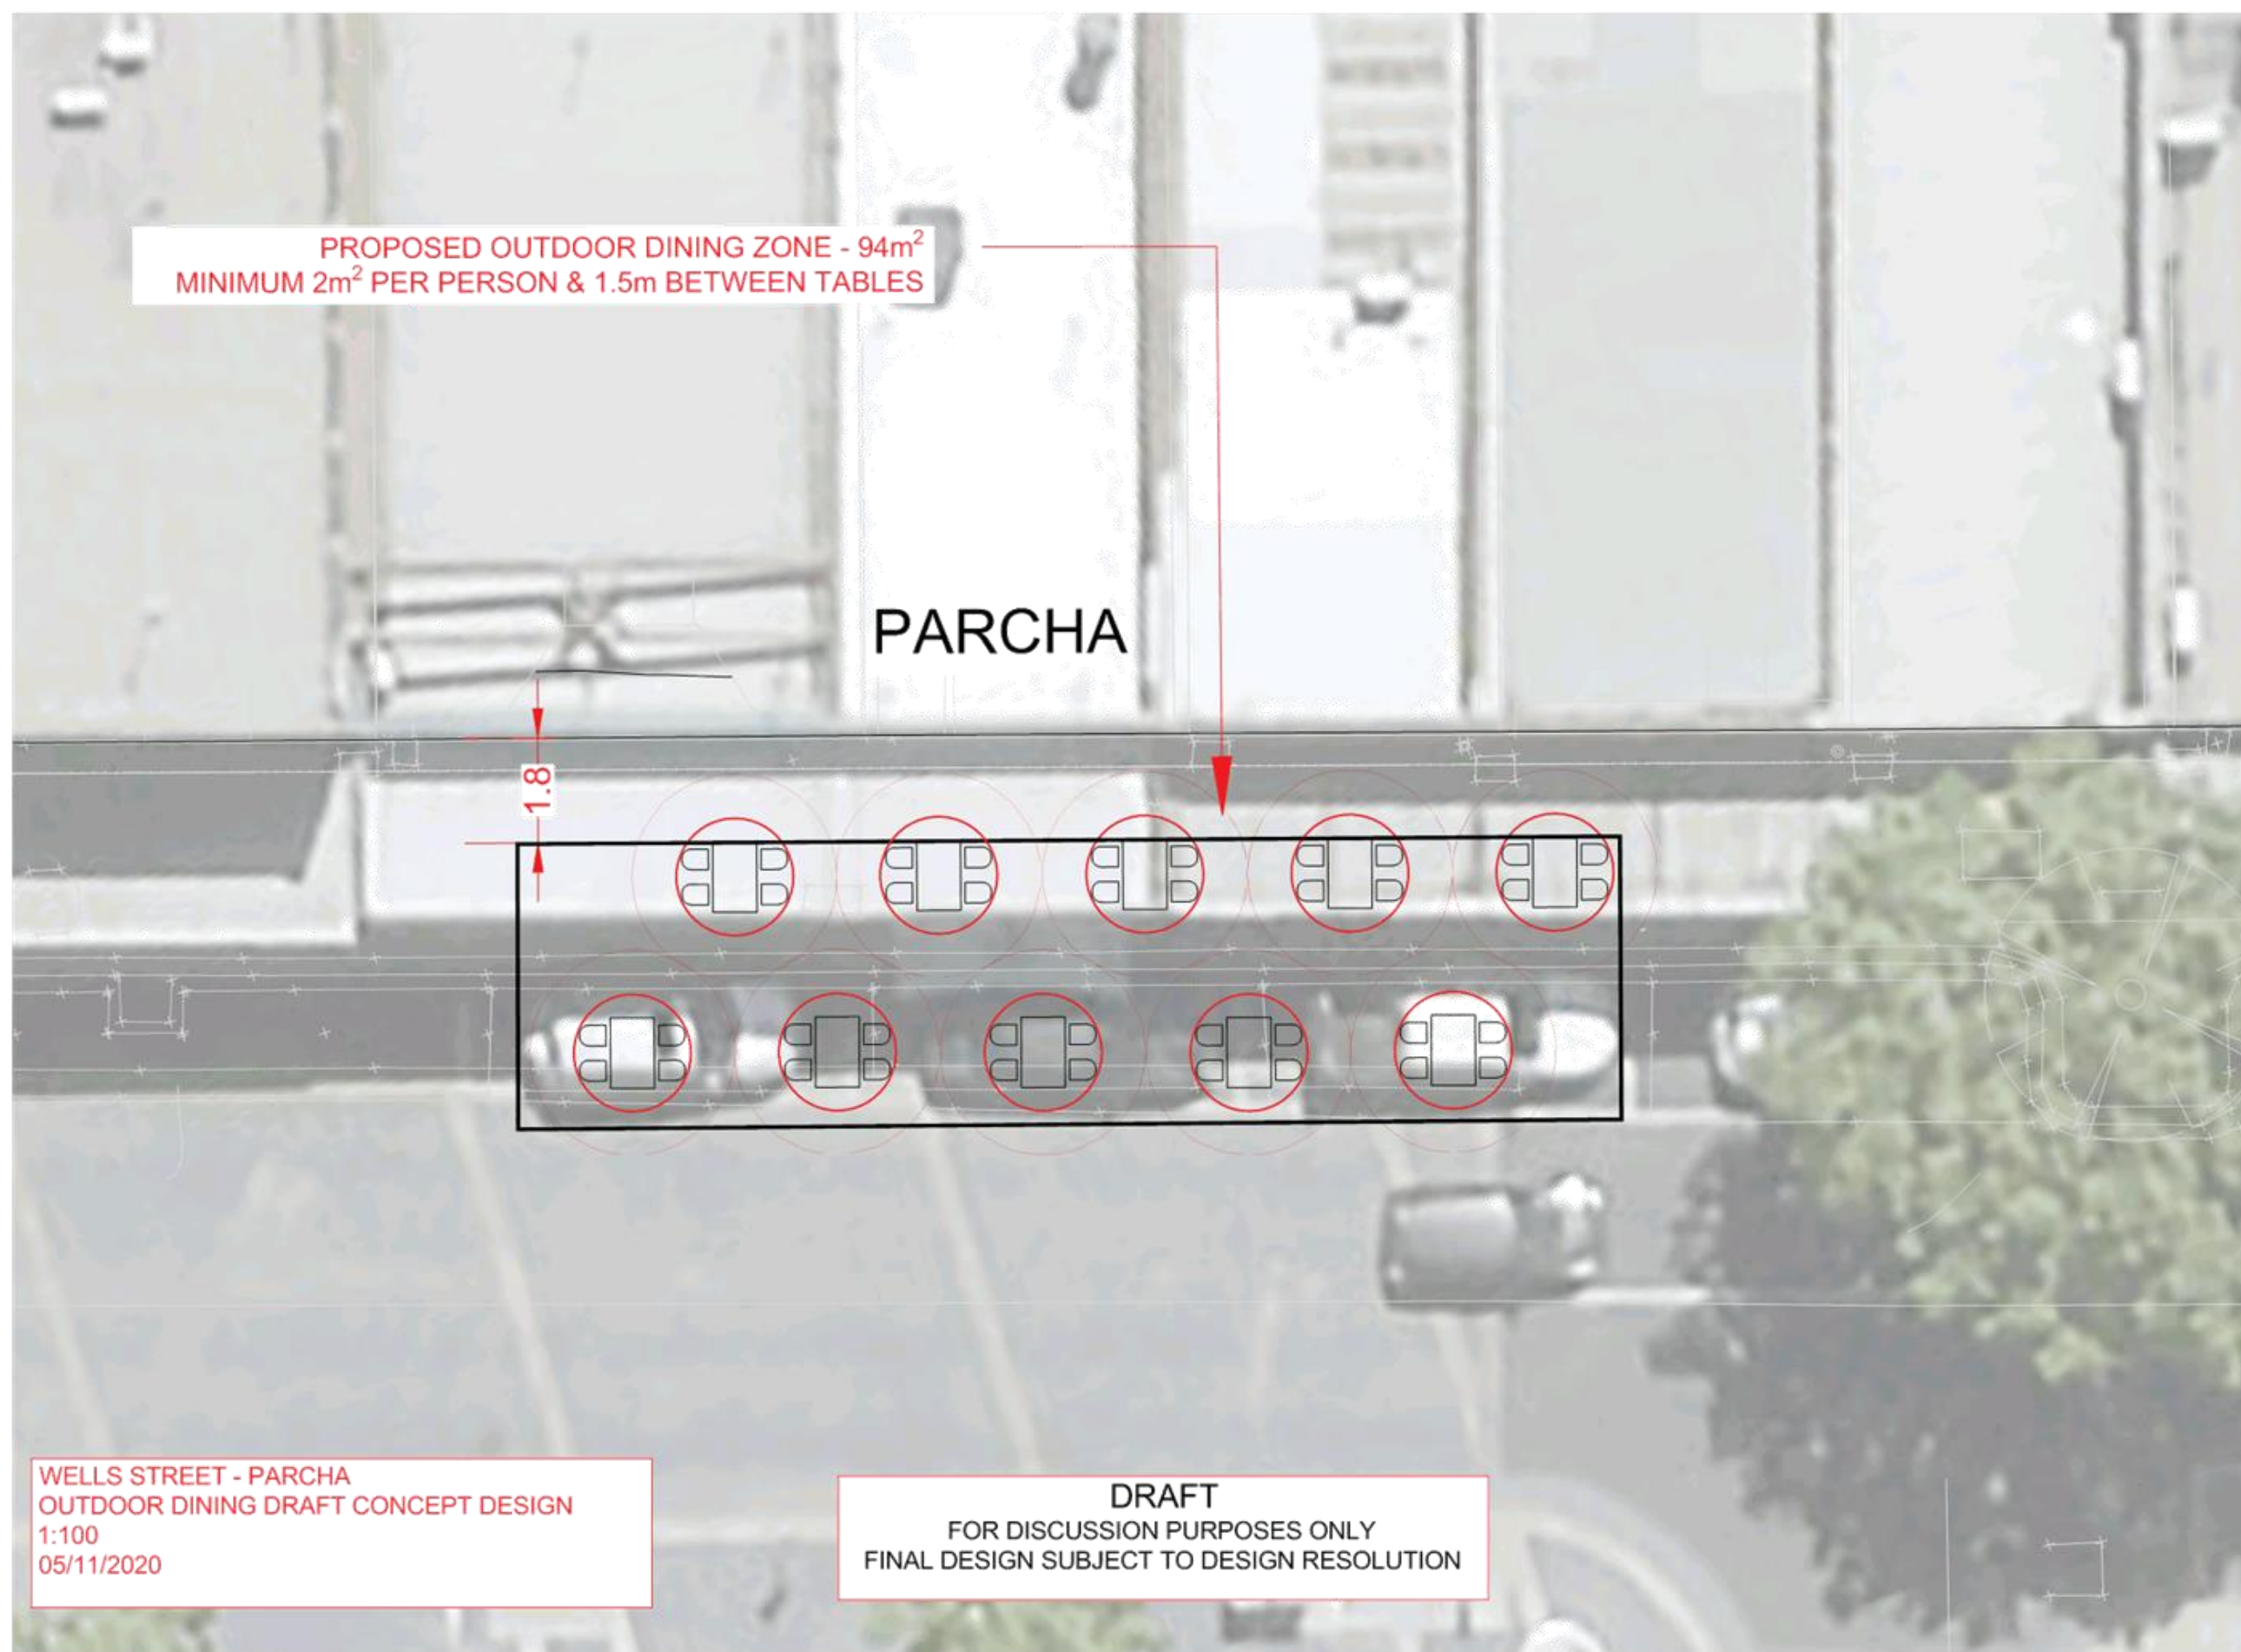 PROPOSED OUTDOOR DINING ZONE - 94m²
MINIMUM 2m² PER PERSON & 1.5m BETWEEN TABLES
PARCHA
1.8
WELLS STREET - PARCHA
OUTDOOR DINING DRAFT CONCEPT DESIGN
1:100
05/11/2020
DRAFT
FOR DISCUSSION PURPOSES ONLY
FINAL DESIGN SUBJECT TO DESIGN RESOLUTION